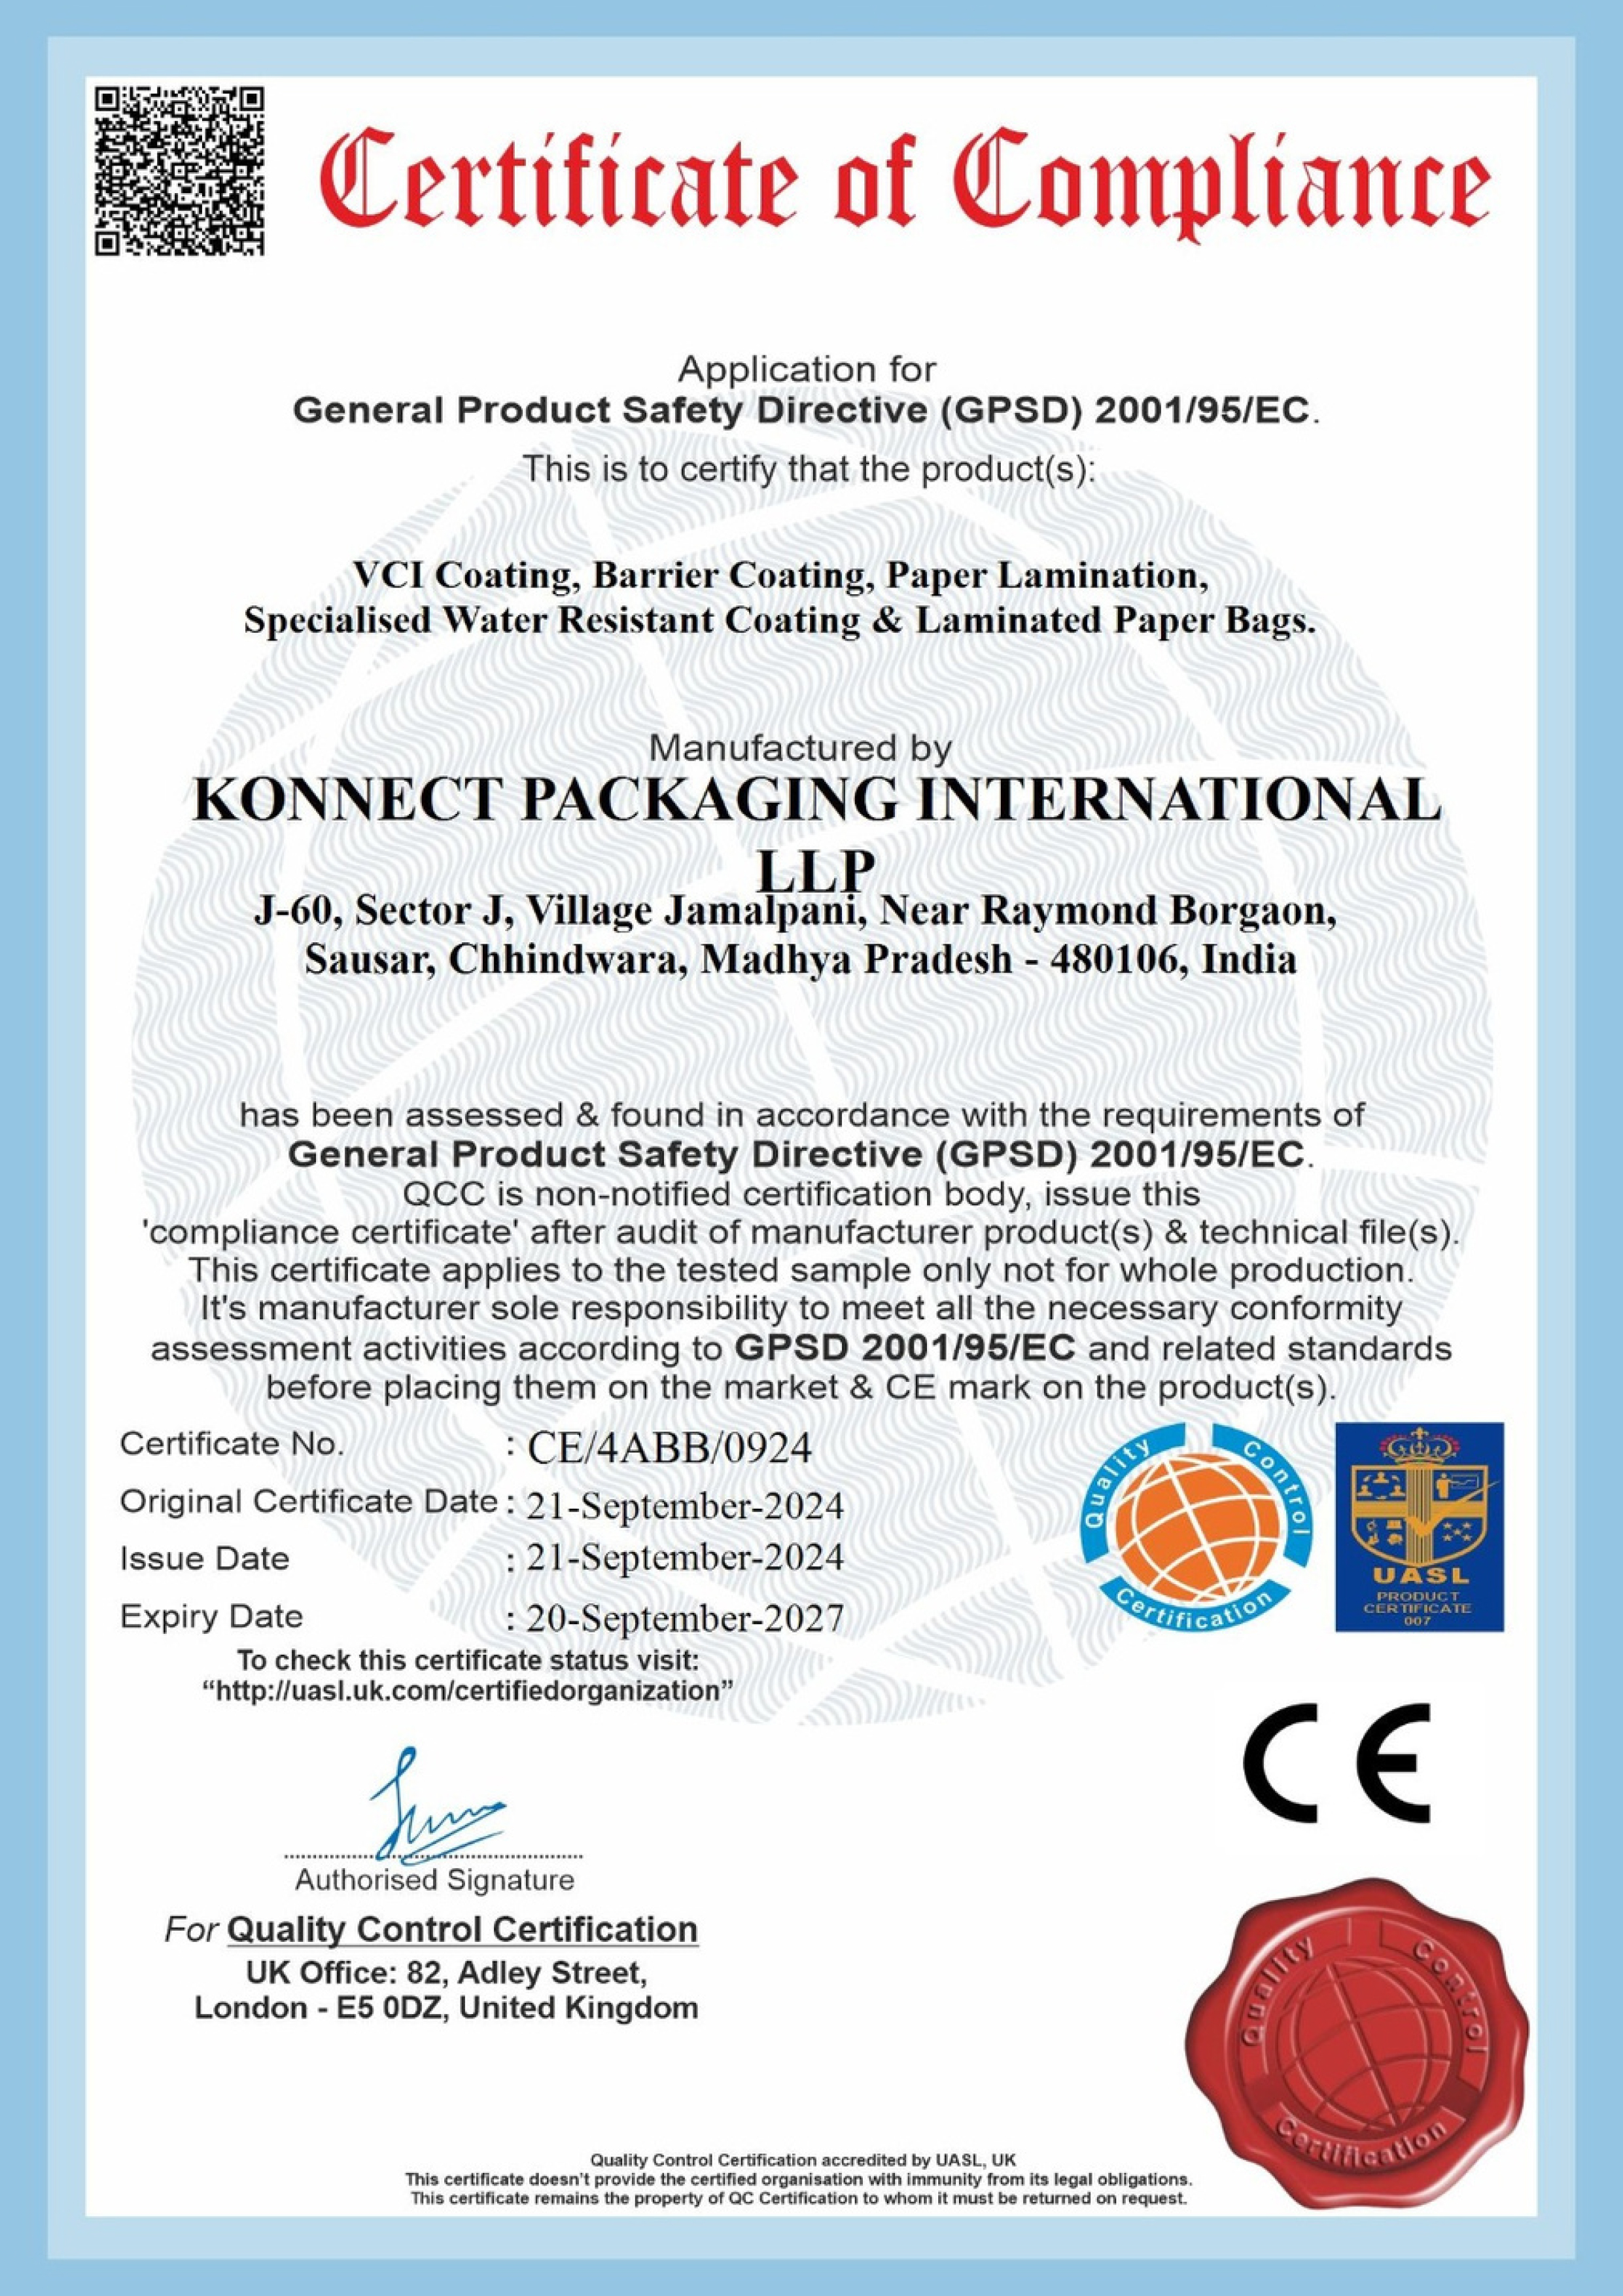 Certificate of Compliance
Application for
General Product Safety Directive (GPSD) 2001/95/EC.
This is to certify that the product(s):
VCI Coating, Barrier Coating, Paper Lamination,
Specialised Water Resistant Coating & Laminated Paper Bags.
Manufactured by
KONNECT PACKAGING INTERNATIONAL
LLP
J-60, Sector J, Village Jamalpani, Near Raymond Borgaon,
Sausar, Chhindwara, Madhya Pradesh - 480106, India
has been assessed & found in accordance with the requirements of
General Product Safety Directive (GPSD) 2001/95/EC.
QCC is non-notified certification body, issue this
'compliance certificate' after audit of manufacturer product(s) & technical file(s).
This certificate applies to the tested sample only not for whole production.
It's manufacturer sole responsibility to meet all the necessary conformity
assessment activities according to GPSD 2001/95/EC and related standards
before placing them on the market & CE mark on the product(s).
Certificate No. : CE/4ABB/0924
Original Certificate Date : 21-September-2024
Issue Date : 21-September-2024
Expiry Date : 20-September-2027
To check this certificate status visit:
“http://uasl.uk.com/certifiedorganization”
Quality Control Certification
UASL
PRODUCT
CERTIFICATE
007
CE
Authorised Signature
For Quality Control Certification
UK Office: 82, Adley Street,
London - E5 0DZ, United Kingdom
Quality Control Certification
Quality Control Certification accredited by UASL, UK
This certificate doesn't provide the certified organisation with immunity from its legal obligations.
This certificate remains the property of QC Certification to whom it must be returned on request.